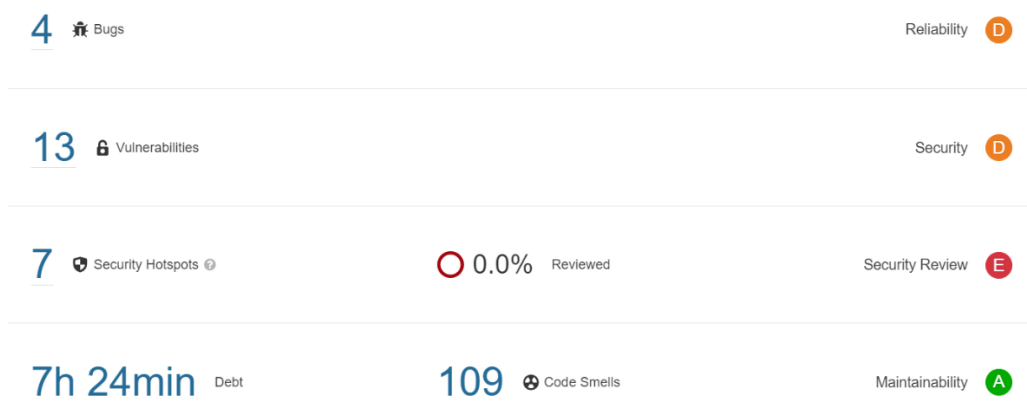 4 Bugs Reliability D
13 Vulnerabilities Security D
7 Security Hotspots ? 0.0% Reviewed Security Review E
7h 24min Debt 109 Code Smells Maintainability A